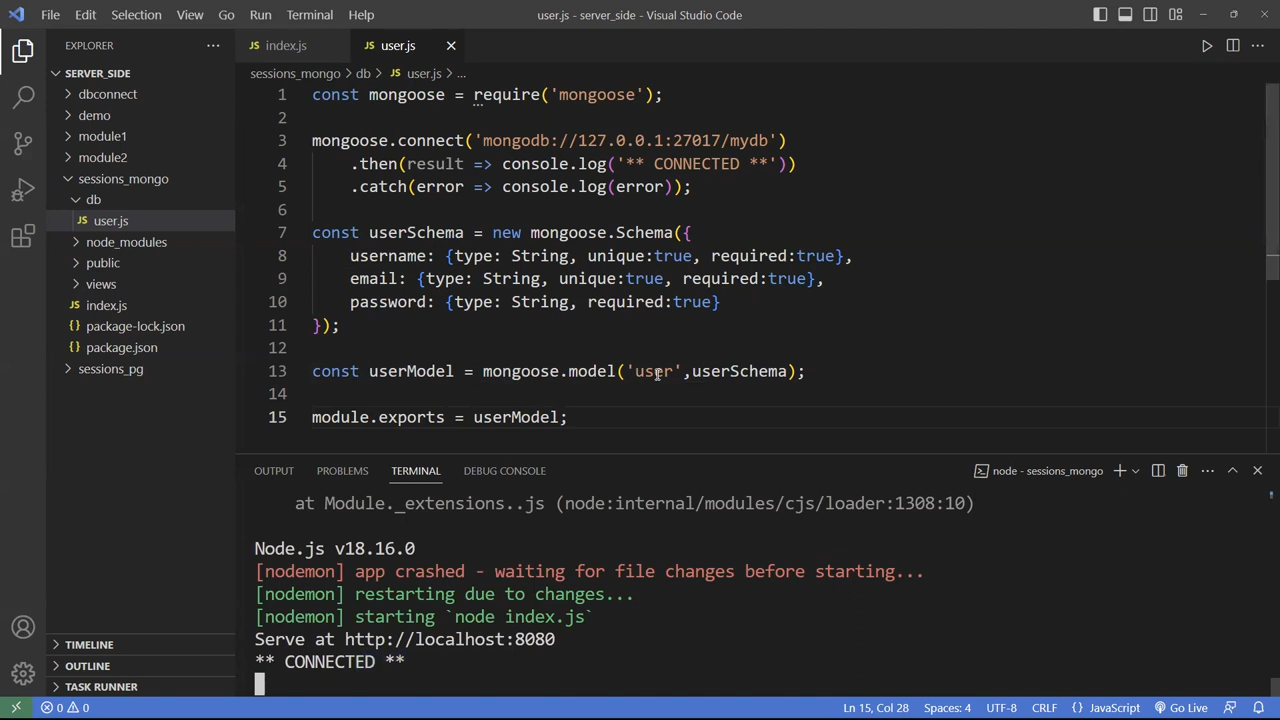 File Edit Selection View Go Run Terminal Help user.js - server_side - Visual Studio Code
EXPLORER
SERVER_SIDE
dbconnect
demo
module1
module2
sessions_mongo
db
JS user.js
node_modules
public
views
JS index.js
{} package-lock.json
{} package.json
sessions_pg
TIMELINE
OUTLINE
TASK RUNNER
JS index.js JS user.js
sessions_mongo > db > JS user.js > ...
1 const mongoose = require('mongoose');
2
3 mongoose.connect('mongodb://127.0.0.1:27017/mydb')
4 .then(result => console.log('** CONNECTED **'))
5 .catch(error => console.log(error));
6
7 const userSchema = new mongoose.Schema({
8 username: {type: String, unique:true, required:true},
9 email: {type: String, unique:true, required:true},
10 password: {type: String, required:true}
11 });
12
13 const userModel = mongoose.model('user',userSchema);
14
15 module.exports = userModel;
OUTPUT PROBLEMS TERMINAL DEBUG CONSOLE node - sessions_mongo
at Module._extensions..js (node:internal/modules/cjs/loader:1308:10)
Node.js v18.16.0
[nodemon] app crashed - waiting for file changes before starting...
[nodemon] restarting due to changes...
[nodemon] starting `node index.js`
Serve at http://localhost:8080
** CONNECTED **
0 0 Ln 15, Col 28 Spaces: 4 UTF-8 CRLF {} JavaScript Go Live